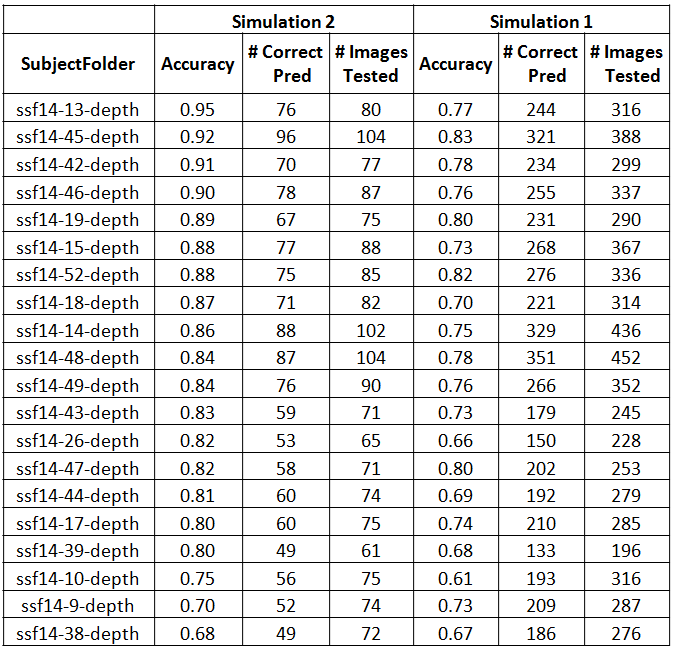 Simulation 2 Simulation 1
SubjectFolder Accuracy # Correct Pred # Images Tested Accuracy # Correct Pred # Images Tested
ssf14-13-depth 0.95 76 80 0.77 244 316
ssf14-45-depth 0.92 96 104 0.83 321 388
ssf14-42-depth 0.91 70 77 0.78 234 299
ssf14-46-depth 0.90 78 87 0.76 255 337
ssf14-19-depth 0.89 67 75 0.80 231 290
ssf14-15-depth 0.88 77 88 0.73 268 367
ssf14-52-depth 0.88 75 85 0.82 276 336
ssf14-18-depth 0.87 71 82 0.70 221 314
ssf14-14-depth 0.86 88 102 0.75 329 436
ssf14-48-depth 0.84 87 104 0.78 351 452
ssf14-49-depth 0.84 76 90 0.76 266 352
ssf14-43-depth 0.83 59 71 0.73 179 245
ssf14-26-depth 0.82 53 65 0.66 150 228
ssf14-47-depth 0.82 58 71 0.80 202 253
ssf14-44-depth 0.81 60 74 0.69 192 279
ssf14-17-depth 0.80 60 75 0.74 210 285
ssf14-39-depth 0.80 49 61 0.68 133 196
ssf14-10-depth 0.75 56 75 0.61 193 316
ssf14-9-depth 0.70 52 74 0.73 209 287
ssf14-38-depth 0.68 49 72 0.67 186 276